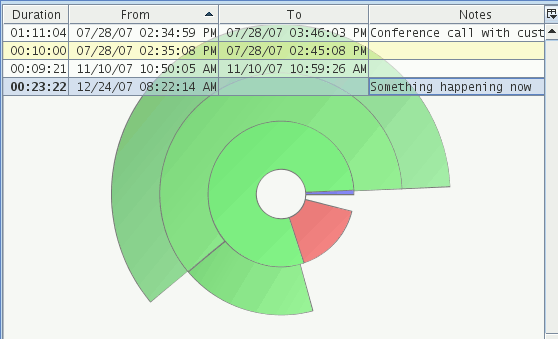 Duration From To Notes
01:11:04 07/28/07 02:34:59 PM 07/28/07 03:46:03 PM Conference call with cust
00:10:00 07/28/07 02:35:08 PM 07/28/07 02:45:08 PM
00:09:21 11/10/07 10:50:05 AM 11/10/07 10:59:26 AM
00:23:22 12/24/07 08:22:14 AM Something happening now